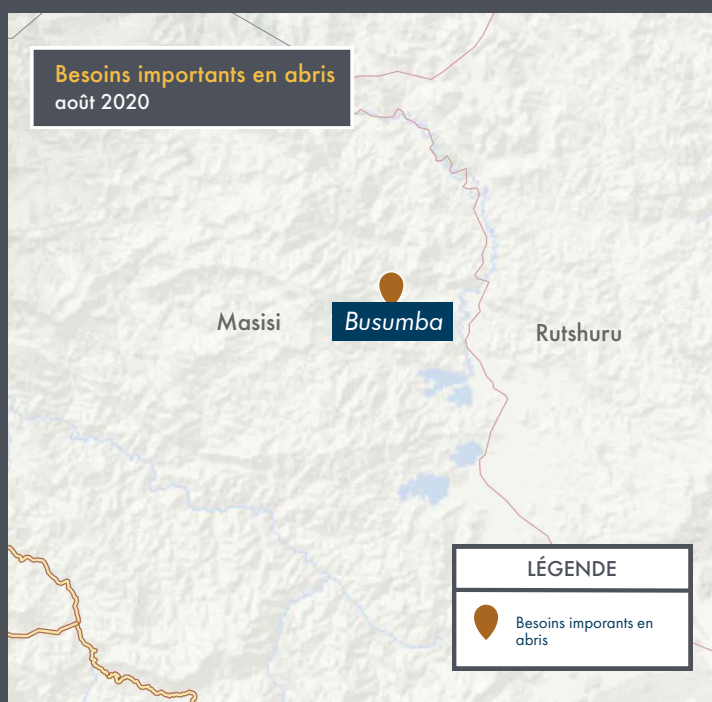 Besoins importants en abris
août 2020
Masisi
Busumba
Rutshuru
LÉGENDE
Besoins imporants en
abris